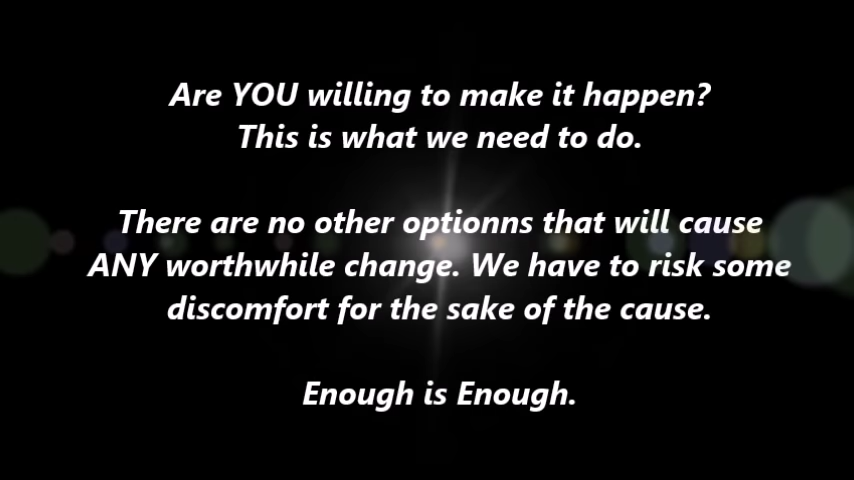 Are YOU willing to make it happen?
This is what we need to do.
There are no other optionns that will cause
ANY worthwhile change. We have to risk some
discomfort for the sake of the cause.
Enough is Enough.